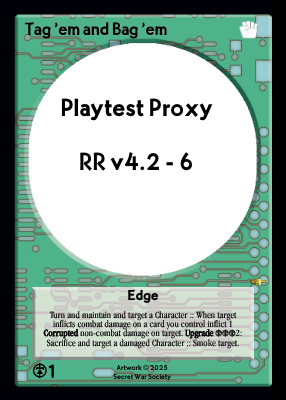 Tag 'em and Bag 'em
Playtest Proxy
RR v4.2 - 6
Edge
Turn and maintain and target a Character :: When target
inflicts combat damage on a card you control inflict 1
Corrupted non-combat damage on target. Upgrade 2:
Sacrifice and target a damaged Character :: Smoke target.
1
Artwork © 2025
Secret War Society